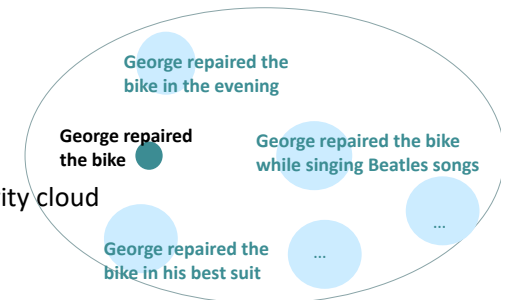 George repaired the
bike in the evening
George repaired
the bike
George repaired the bike
while singing Beatles songs
ity cloud
...
George repaired the
bike in his best suit
...